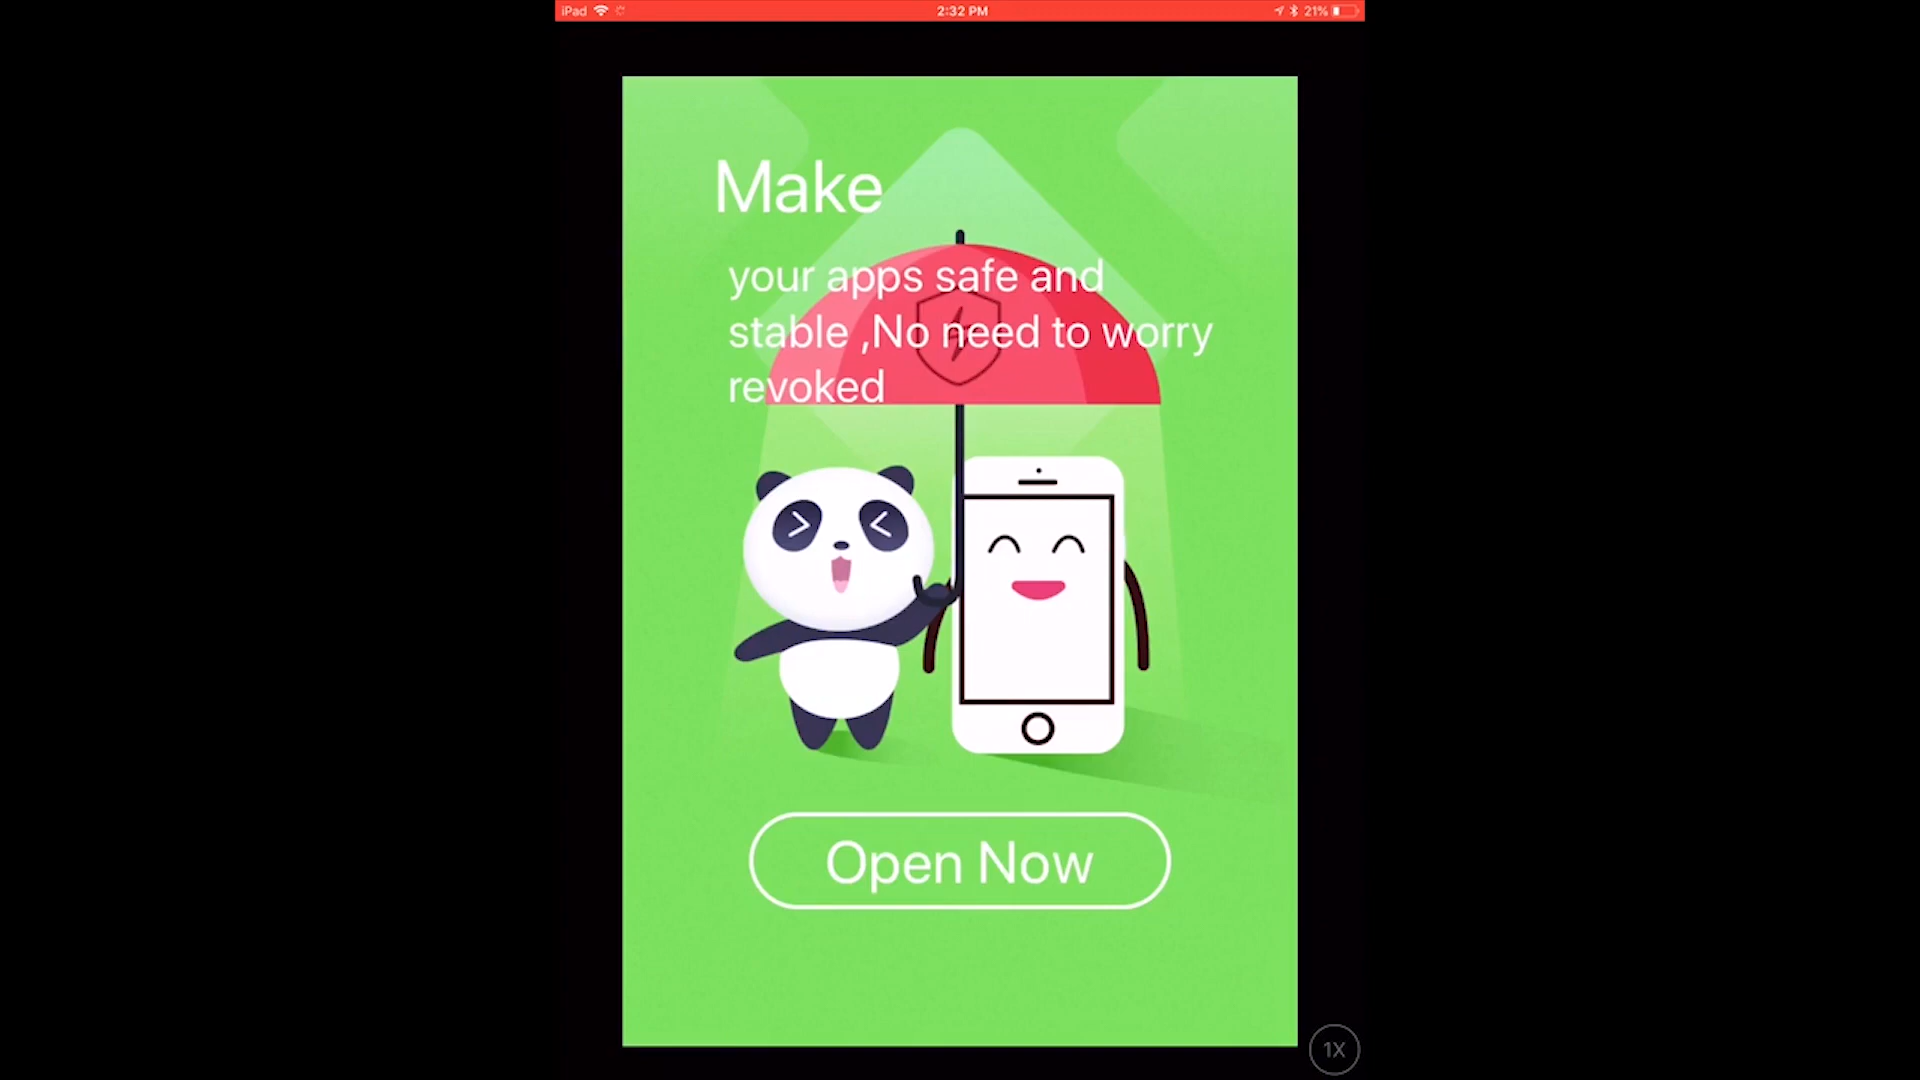 iPad
2:32 PM
21%
Make
your apps safe and
stable ,No need to worry
revoked
Open Now
1X